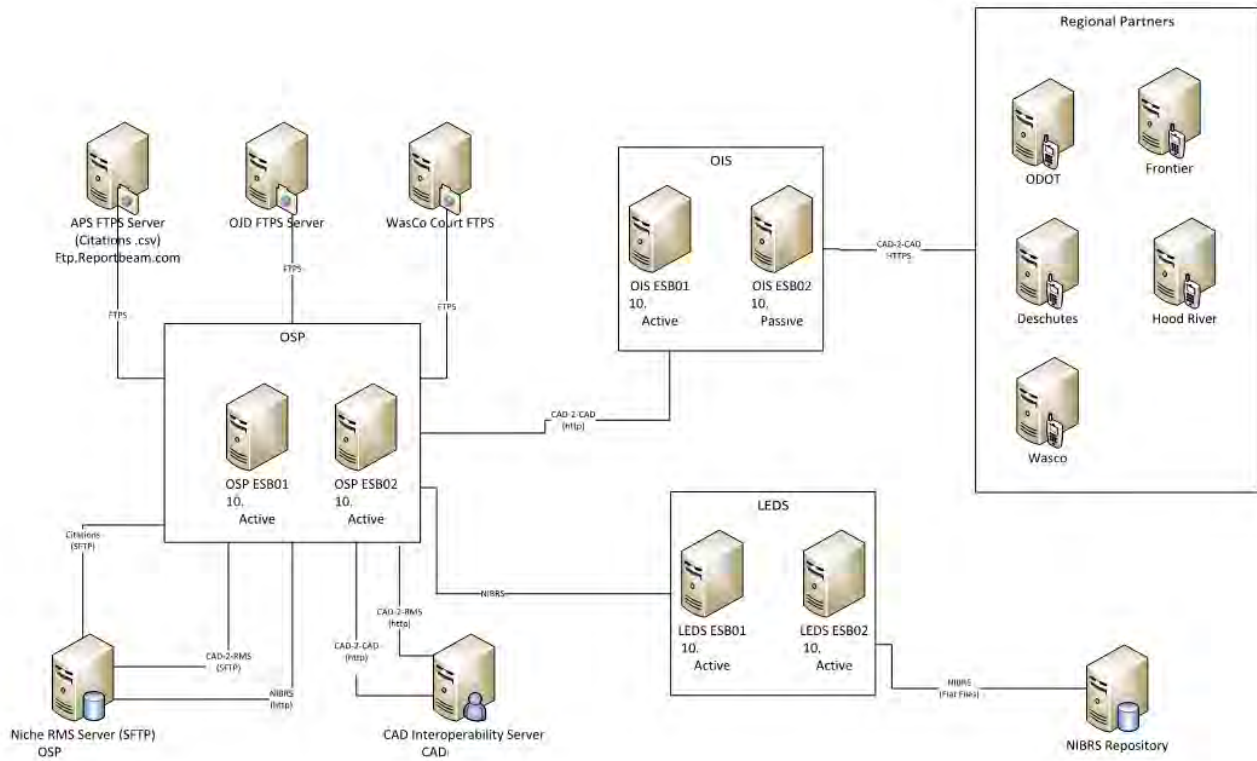 Regional Partners
ODOT
Frontier
Deschutes
Hood River
Wasco
APS FTPS Server
(Citations .csv)
Ftp.Reportbeam.com
OJD FTPS Server
WasCo Court FTPS
FTPS
FTPS
FTPS
OIS
OIS ESB01
10.
Active
OIS ESB02
10.
Passive
CAD-2-CAD
HTTPS
OSP
OSP ESB01
10.
Active
OSP ESB02
10.
Active
CAD-2-CAD
(http)
LEDS
LEDS ESB01
10.
Active
LEDS ESB02
10.
Active
NIBRS
Citations
(SFTP)
CAD-2-RMS
(SFTP)
NIBRS
(http)
CAD-2-CAD
(http)
CAD-2-RMS
(http)
NIBRS
(Flat Files)
Niche RMS Server (SFTP)
OSP
CAD Interoperability Server
CAD
NIBRS Repository